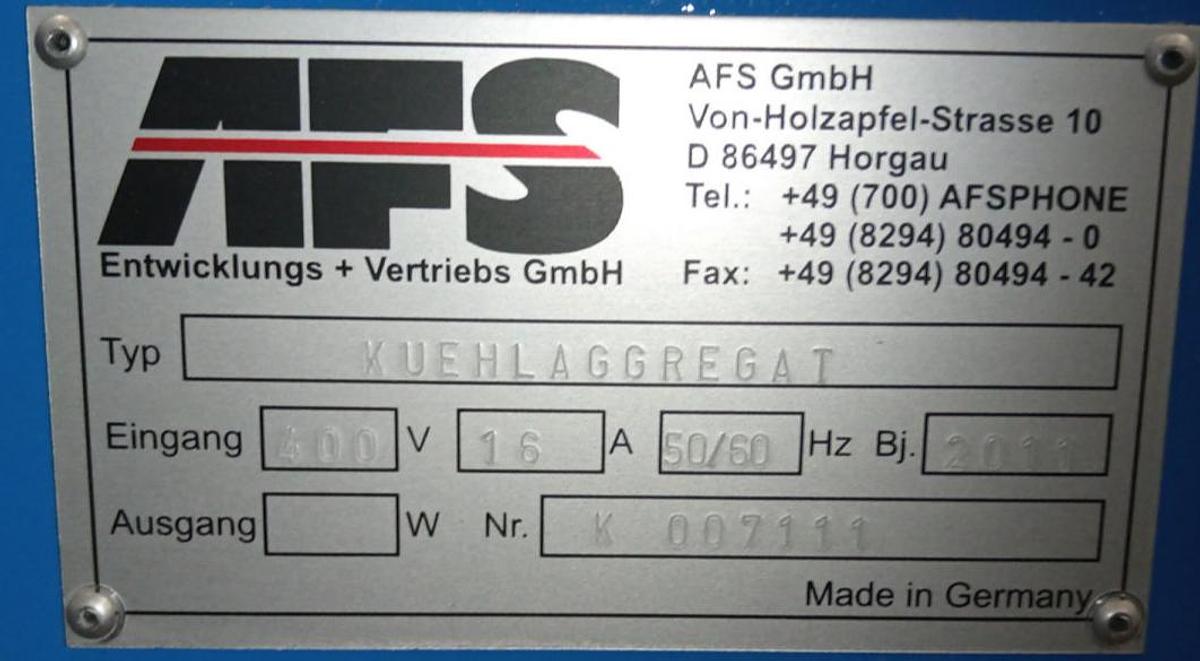 AFS
Entwicklungs + Vertriebs GmbH
AFS GmbH
Von-Holzapfel-Strasse 10
D 86497 Horgau
Tel.: +49 (700) AFSPHONE
+49 (8294) 80494 - 0
Fax: +49 (8294) 80494 - 42
Typ KUEHLAGGREGAT
Eingang 400 V 16 A 50/60 Hz Bj. 2011
Ausgang W Nr. K 007111
Made in Germany